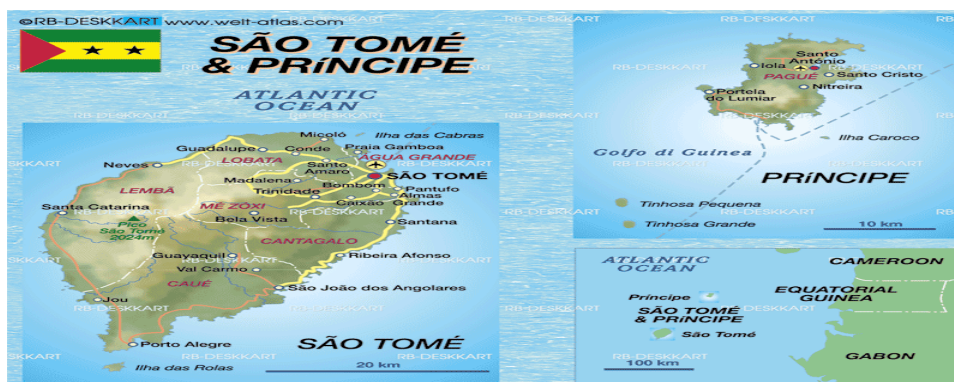 ©RB-DESKKART www.welt-atlas.com
SÃO TOMÉ
& PRíNCIPE
ATLANTIC
OCEAN
Micoló
Ilha das Cabras
Guadalupe
Conde
Praia Gamboa
Neves
LOBATA
ÁGUA GRANDE
Santo
Amaro
SÃO TOMÉ
Madalena
LEMBÃ
Trinidade
Bombom
Pantufo
Almas
MÉ ZÓXI
Caixão Grande
Santa Catarina
Bela Vista
Santana
Pico
São Tomé
2024m
CANTAGALO
Guayaquil
Ribeira Afonso
Val Carmo
CAUÉ
São João dos Angolares
Jou
Porto Alegre
SÃO TOMÉ
Ilha das Rolas
20 km
Santo
António
Iola
PAGUÉ
Santo Cristo
Nitreira
Portela
do Lumiar
Ilha Caroco
Golfo di Guinea
PRíNCIPE
Tinhosa Pequena
Tinhosa Grande
10 km
ATLANTIC
OCEAN
CAMEROON
EQUATORIAL
GUINEA
Príncipe
SÃO TOMÉ
& PRíNCIPE
São Tomé
GABON
100 km
RB-DESKKART